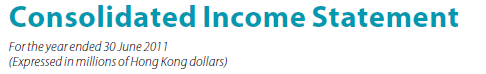 Consolidated Income Statement
For the year ended 30 June 2011
(Expressed in millions of Hong Kong dollars)